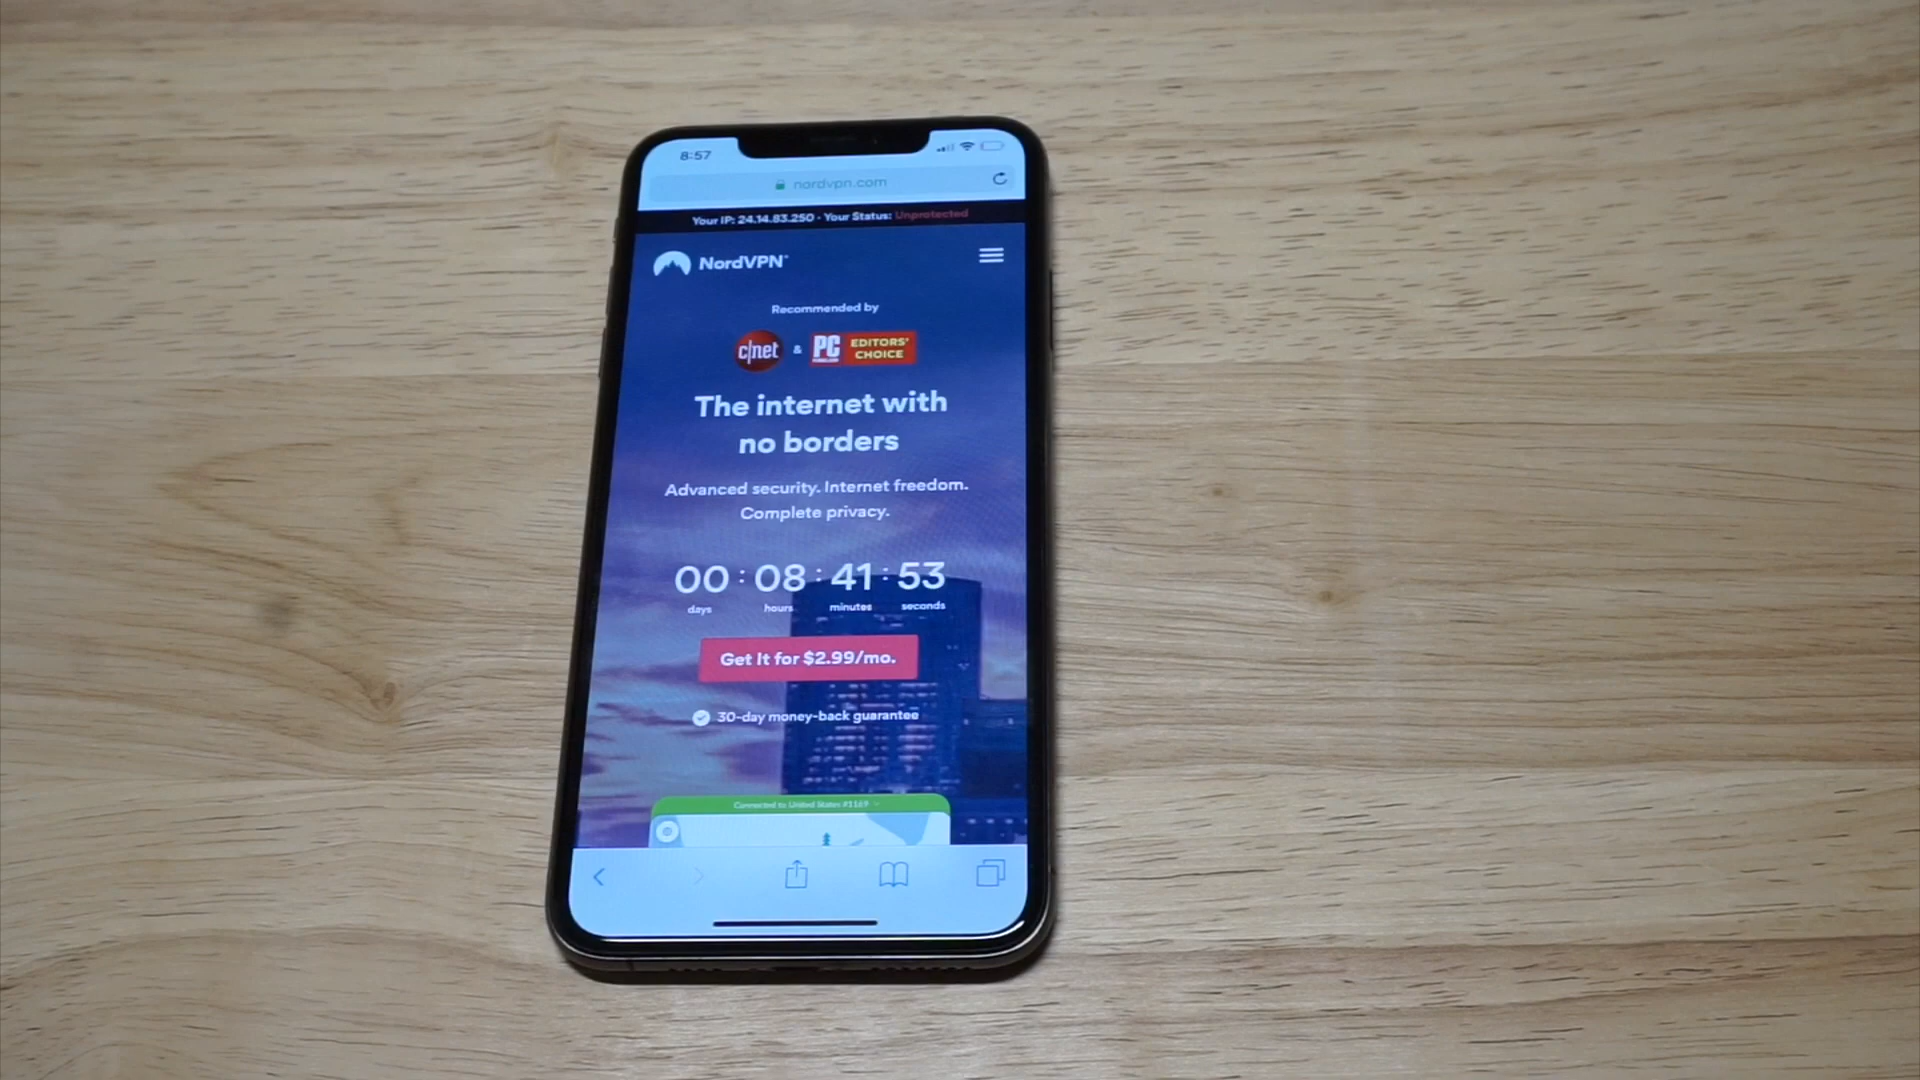 8:57
nordvpn.com
Your IP: 24.14.83.250 - Your Status: Unprotected
NordVPN®
Recommended by
c|net & PC EDITORS' CHOICE
The internet with
no borders
Advanced security. Internet freedom.
Complete privacy.
00 : 08 : 41 : 53
days hours minutes seconds
Get It for $2.99/mo.
30-day money-back guarantee
Connected to United States #1169